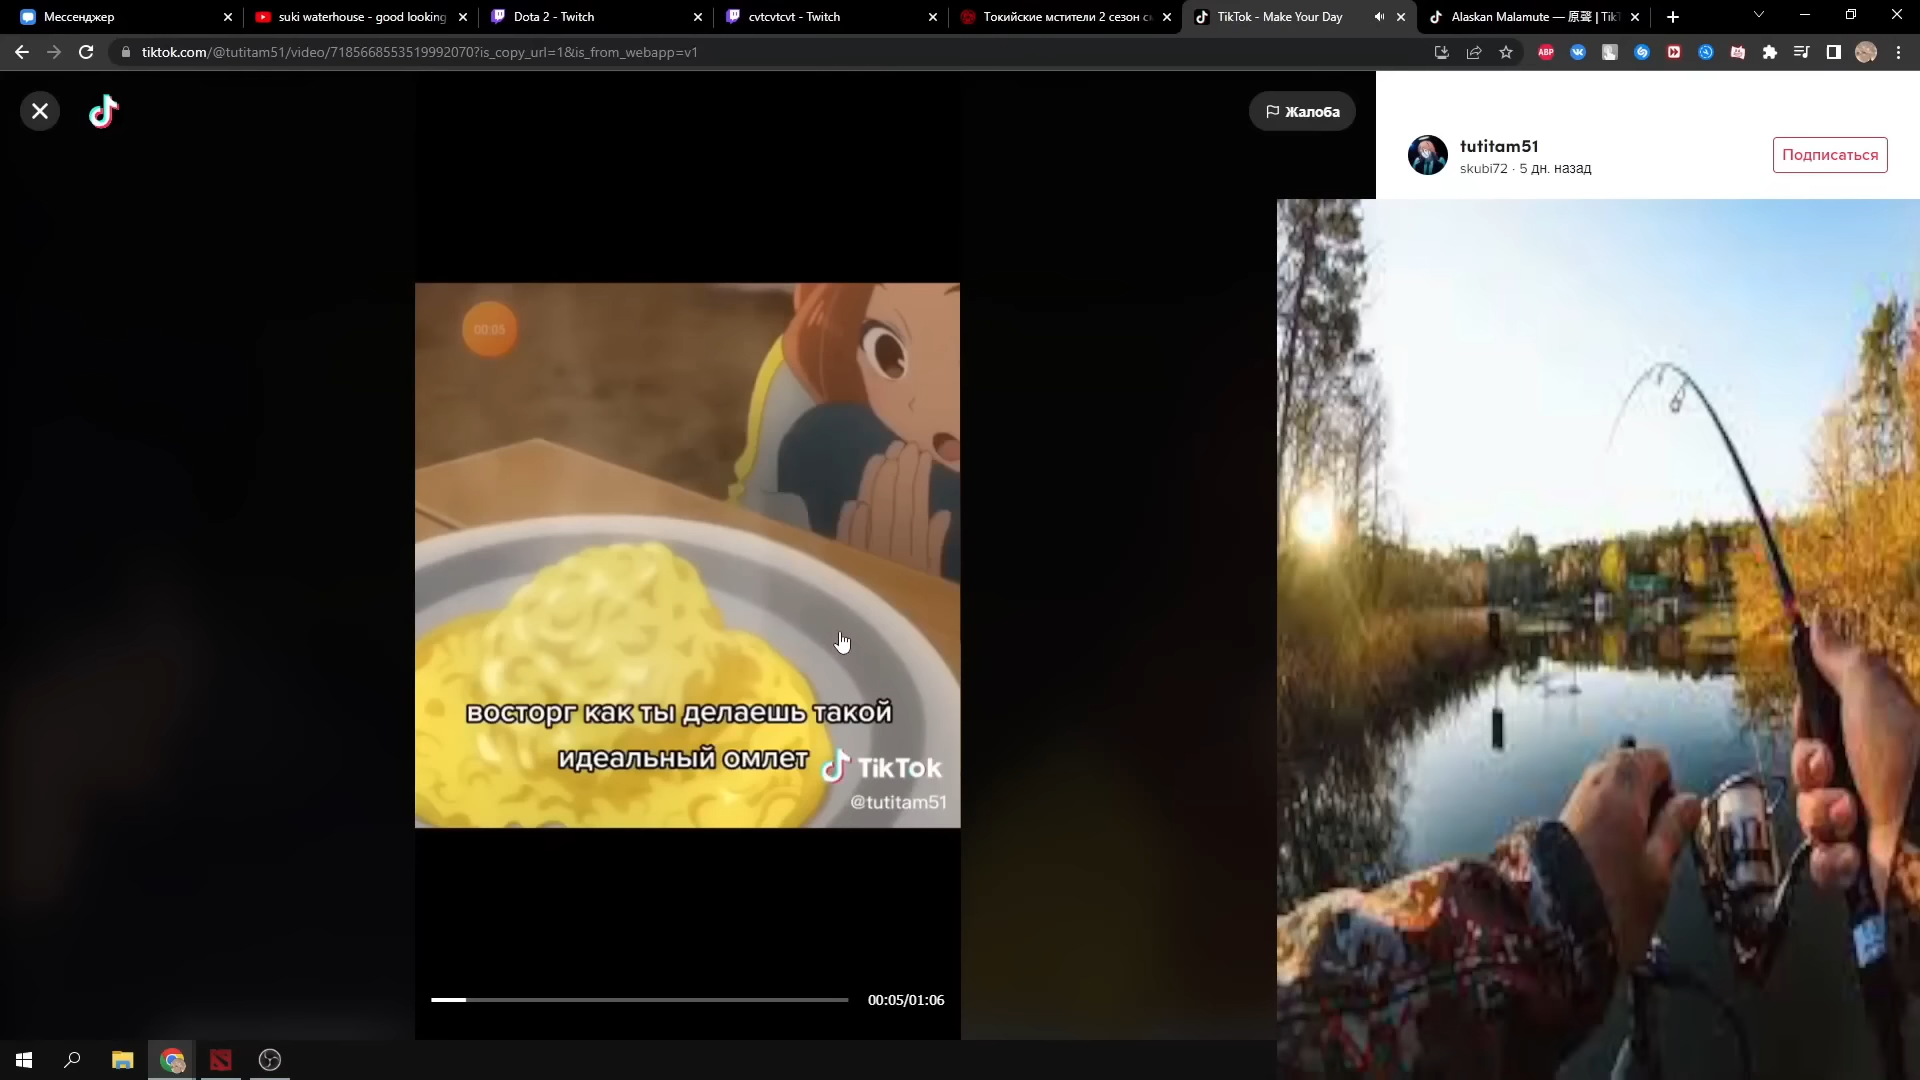 Мессенджер
suki waterhouse - good looking
Dota 2 - Twitch
cvtcvtcvt - Twitch
Токийские мстители 2 сезон
TikTok - Make Your Day
Alaskan Malamute — 原聲 | Tik
tiktok.com/@tutitam51/video/7185668553519992070?is_copy_url=1&is_from_webapp=v1
ABP
Жалоба
tutitam51
skubi72 · 5 дн. назад
Подписаться
00:05
восторг как ты делаешь такой
идеальный омлет
TikTok
@tutitam51
00:05/01:06